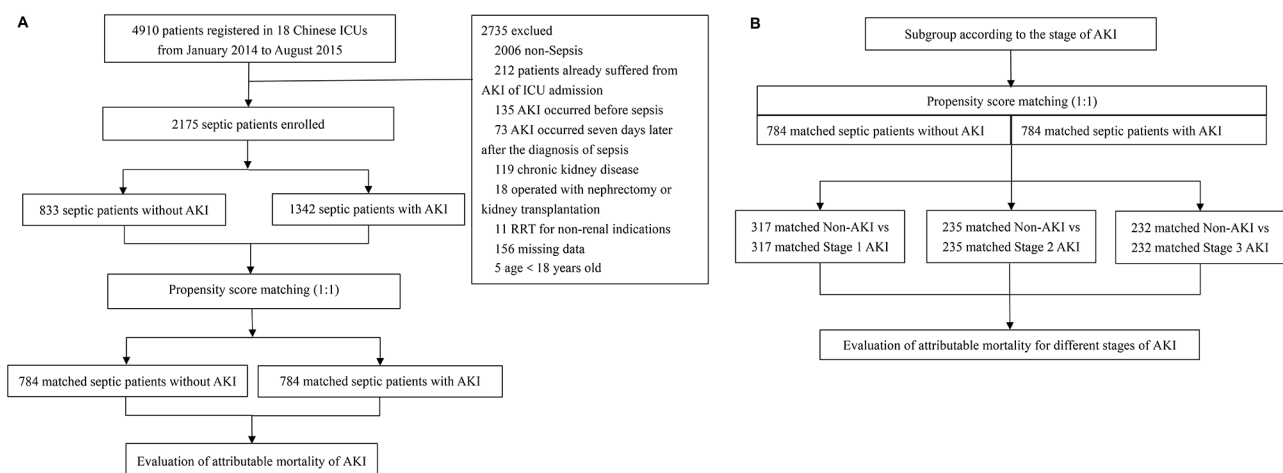 A
4910 patients registered in 18 Chinese ICUs
from January 2014 to August 2015
2735 exclued
2006 non-Sepsis
212 patients already suffered from
AKI of ICU admission
135 AKI occurred before sepsis
73 AKI occurred seven days later
after the diagnosis of sepsis
119 chronic kidney disease
18 operated with nephrectomy or
kidney transplantation
11 RRT for non-renal indications
156 missing data
5 age < 18 years old
2175 septic patients enrolled
833 septic patients without AKI
1342 septic patients with AKI
Propensity score matching (1:1)
784 matched septic patients without AKI
784 matched septic patients with AKI
Evaluation of attributable mortality of AKI
B
Subgroup according to the stage of AKI
Propensity score matching (1:1)
784 matched septic patients without AKI
784 matched septic patients with AKI
317 matched Non-AKI vs
317 matched Stage 1 AKI
235 matched Non-AKI vs
235 matched Stage 2 AKI
232 matched Non-AKI vs
232 matched Stage 3 AKI
Evaluation of attributable mortality for different stages of AKI